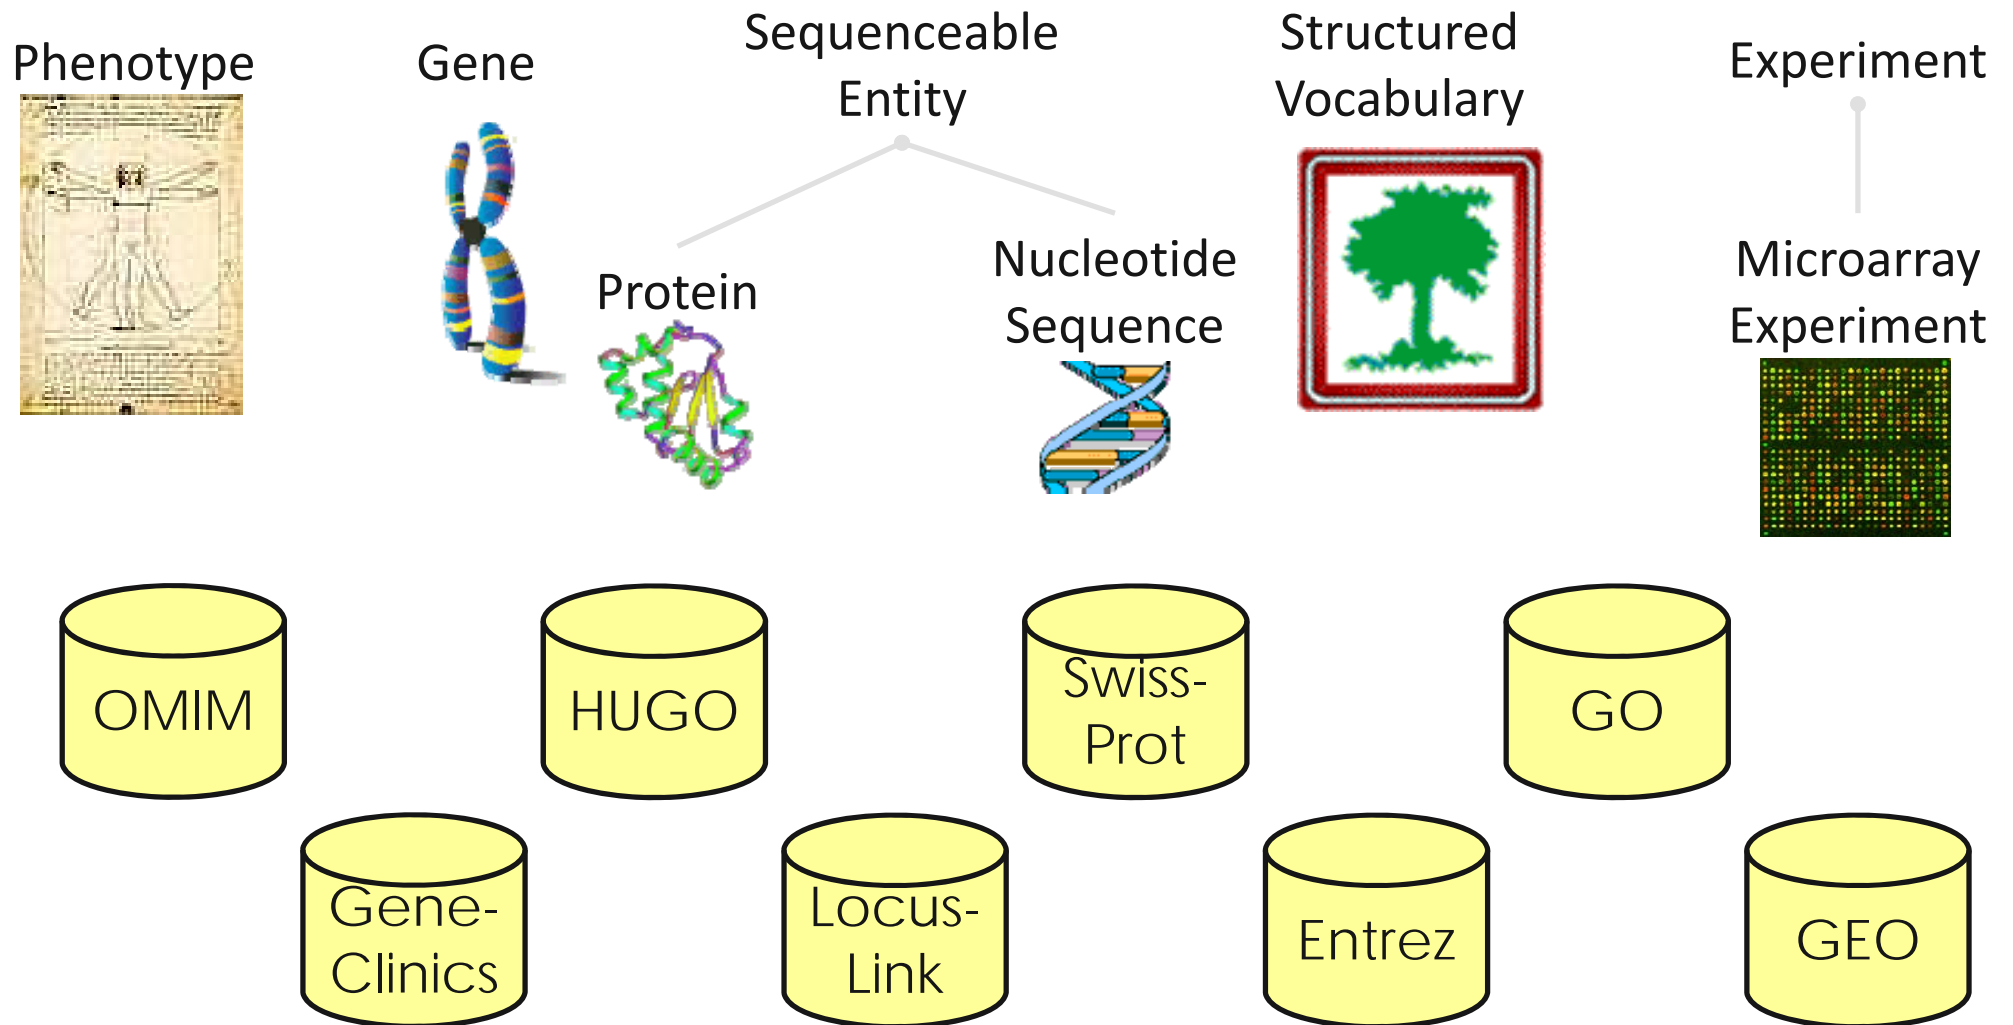 Phenotype
Gene
Sequenceable
Entity
Structured
Vocabulary
Experiment
Protein
Nucleotide
Sequence
Microarray
Experiment
OMIM
HUGO
Swiss-
Prot
GO
Gene-
Clinics
Locus-
Link
Entrez
GEO